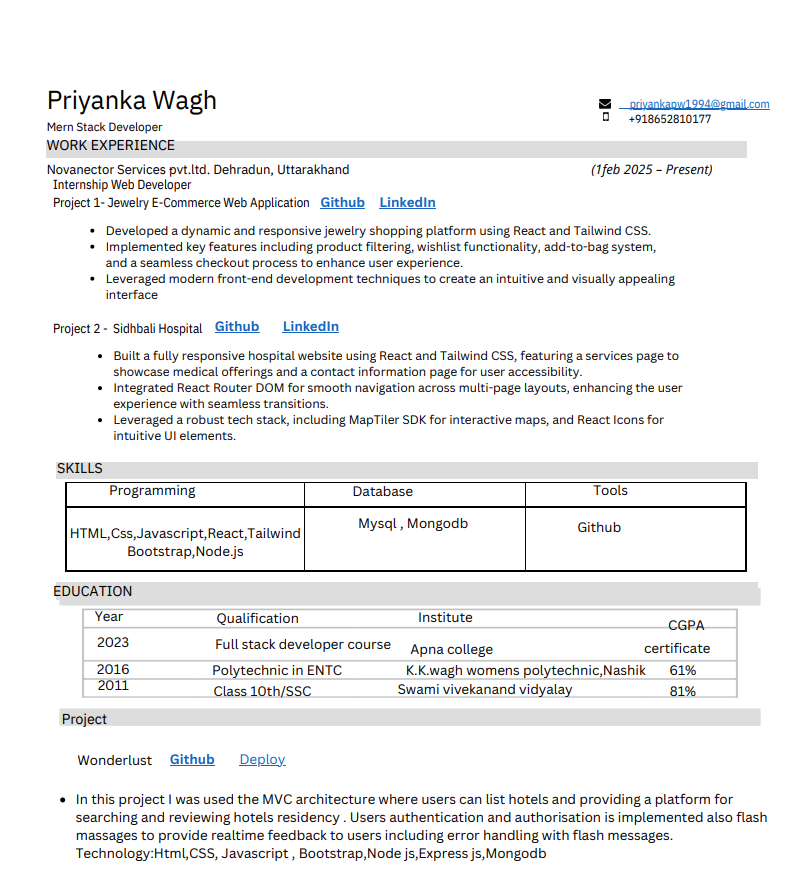 Priyanka Wagh
priyankapw1994@gmail.com
Mern Stack Developer
+918652810177
WORK EXPERIENCE
Novanector Services pvt.ltd. Dehradun, Uttarakhand (1feb 2025 – Present)
Internship Web Developer
Project 1- Jewelry E-Commerce Web Application Github LinkedIn
• Developed a dynamic and responsive jewelry shopping platform using React and Tailwind CSS.
• Implemented key features including product filtering, wishlist functionality, add-to-bag system,
and a seamless checkout process to enhance user experience.
• Leveraged modern front-end development techniques to create an intuitive and visually appealing
interface
Project 2 - Sidhbali Hospital Github LinkedIn
• Built a fully responsive hospital website using React and Tailwind CSS, featuring a services page to
showcase medical offerings and a contact information page for user accessibility.
• Integrated React Router DOM for smooth navigation across multi-page layouts, enhancing the user
experience with seamless transitions.
• Leveraged a robust tech stack, including MapTiler SDK for interactive maps, and React Icons for
intuitive UI elements.
SKILLS
Programming Database Tools
HTML,Css,Javascript,React,Tailwind Mysql , Mongodb Github
Bootstrap,Node.js
EDUCATION
Year Qualification Institute CGPA
2023 Full stack developer course Apna college certificate
2016 Polytechnic in ENTC K.K.wagh womens polytechnic,Nashik 61%
2011 Class 10th/SSC Swami vivekanand vidyalay 81%
Project
Wonderlust Github Deploy
• In this project I was used the MVC architecture where users can list hotels and providing a platform for
searching and reviewing hotels residency . Users authentication and authorisation is implemented also flash
massages to provide realtime feedback to users including error handling with flash messages.
Technology:Html,CSS, Javascript , Bootstrap,Node js,Express js,Mongodb